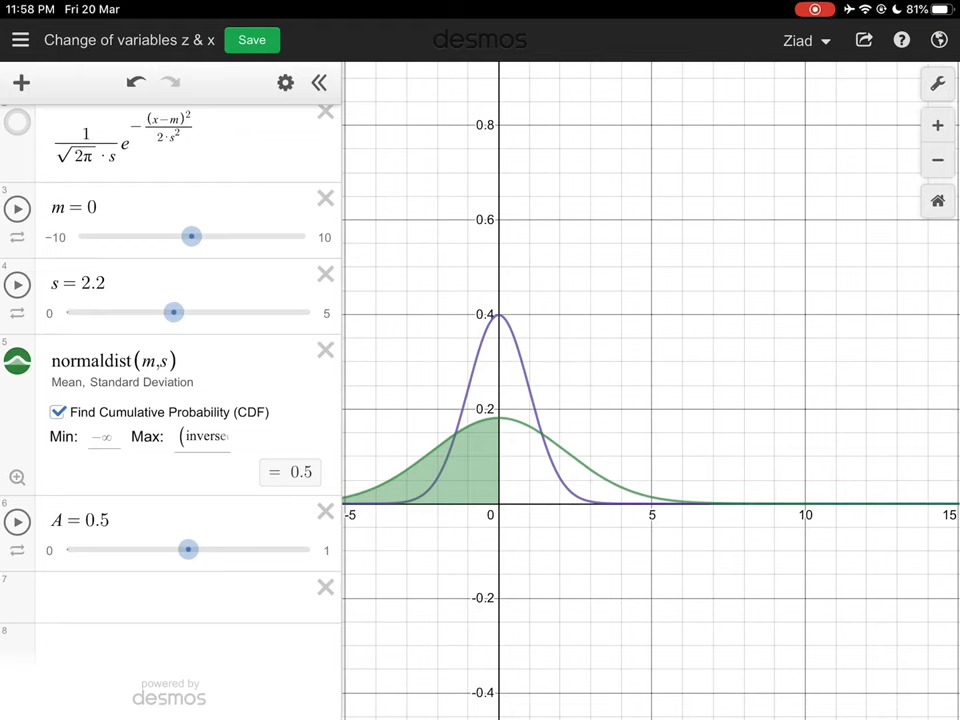 11:58 PM Fri 20 Mar 81%
Change of variables z & x Save desmos Ziad
1/(√2π · s) e^−(x−m)²/(2·s²)
3
m = 0
−10 10
4
s = 2.2
0 5
5
normaldist(m,s)
Mean, Standard Deviation
Find Cumulative Probability (CDF)
Min: −∞ Max: (inverse
= 0.5
6
A = 0.5
0 1
7
8
powered by
desmos
0.8
0.6
0.4
0.2
-5 0 5 10 15
-0.2
-0.4